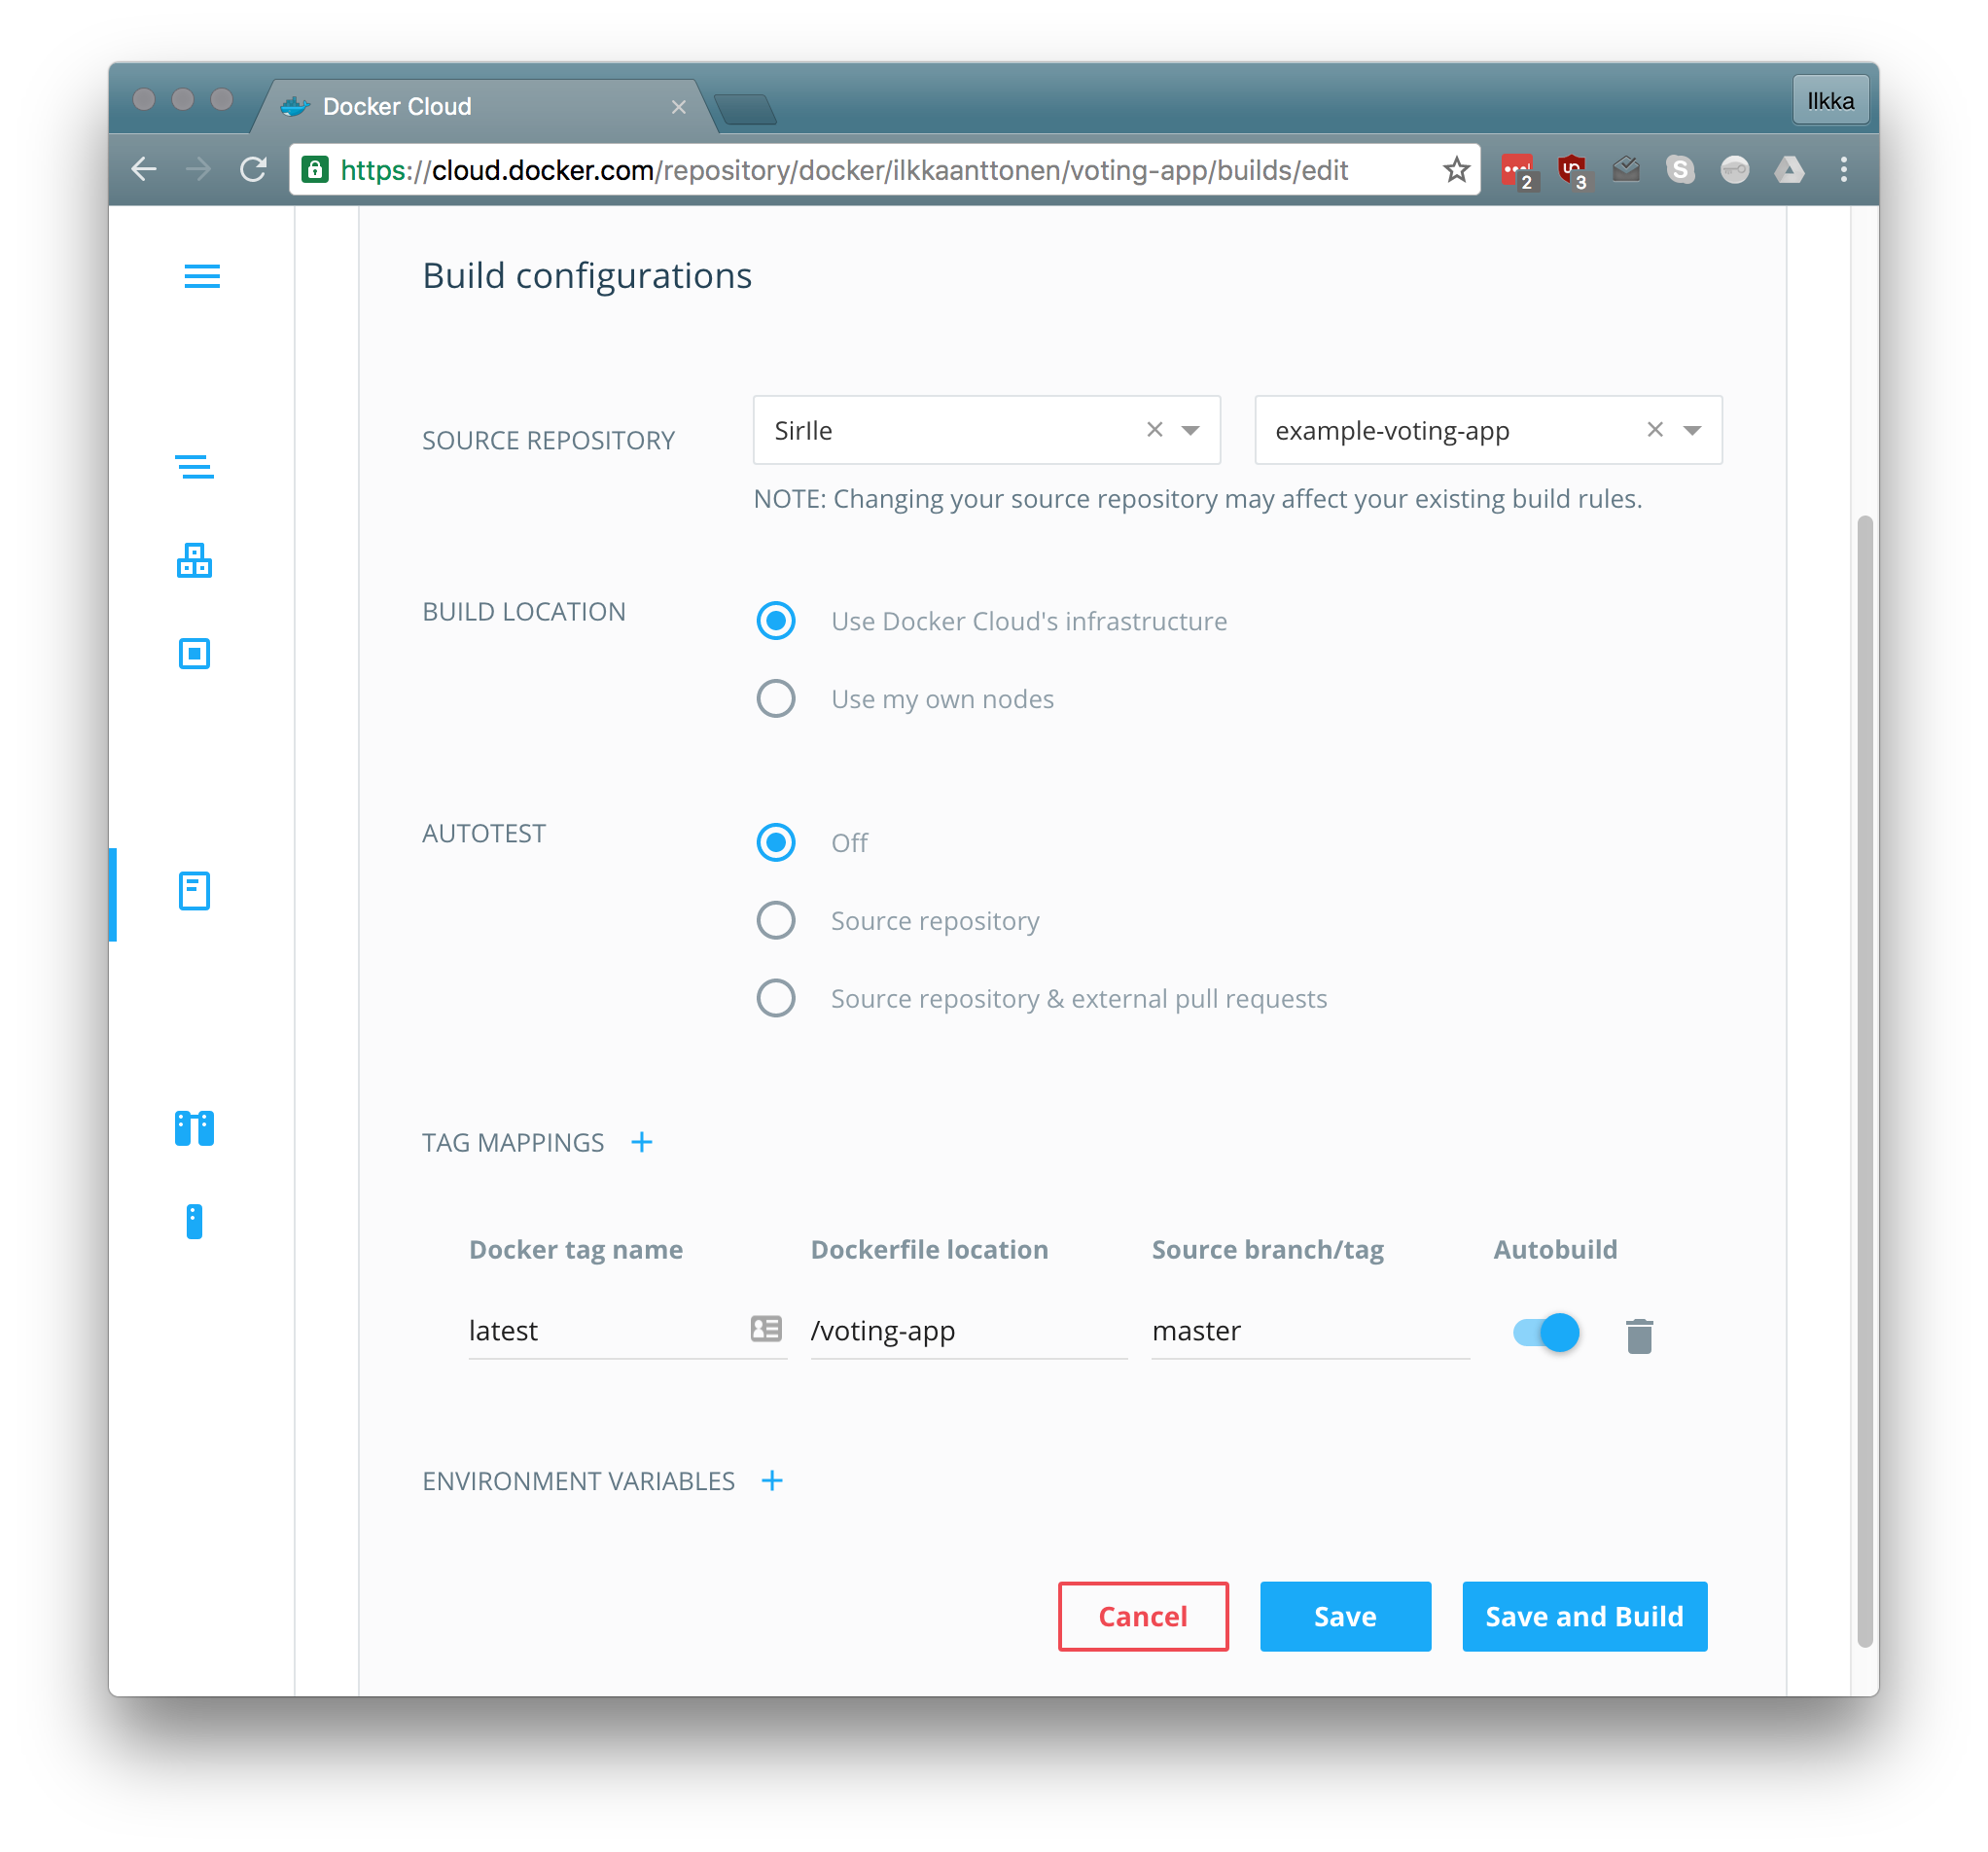 Docker Cloud
Ilkka
https://cloud.docker.com/repository/docker/ilkkaanttonen/voting-app/builds/edit
2
3
Build configurations
SOURCE REPOSITORY
SirIle
example-voting-app
NOTE: Changing your source repository may affect your existing build rules.
BUILD LOCATION
Use Docker Cloud's infrastructure
Use my own nodes
AUTOTEST
Off
Source repository
Source repository & external pull requests
TAG MAPPINGS +
Docker tag name Dockerfile location Source branch/tag Autobuild
latest /voting-app master
ENVIRONMENT VARIABLES +
Cancel Save Save and Build